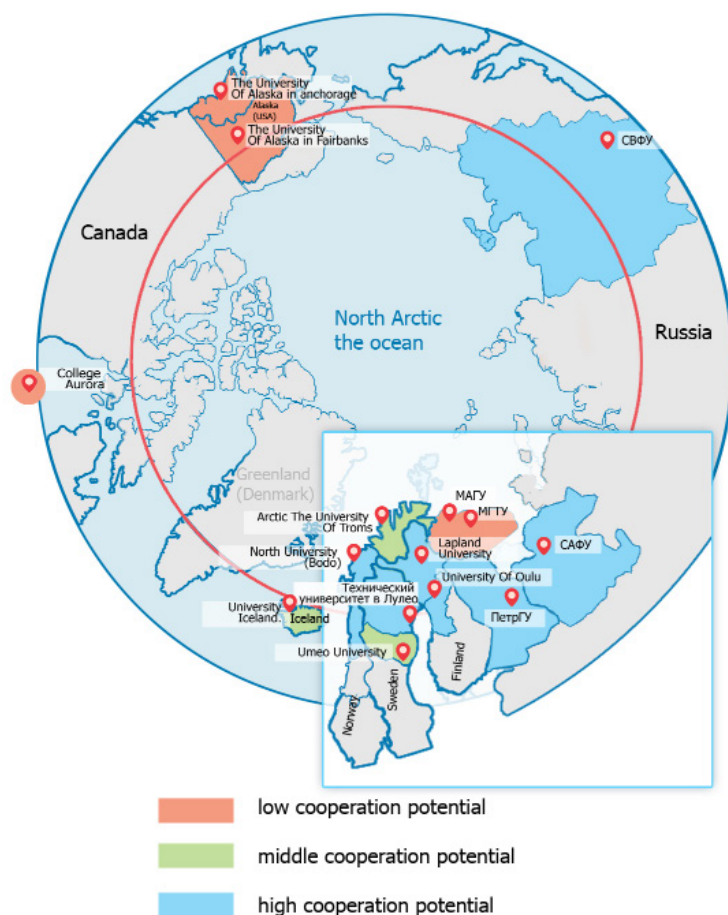 The University
Of Alaska in anchorage
Alaska
(USA)
The University
Of Alaska in Fairbanks
СВФУ
Canada
North Arctic
the ocean
Russia
College
Aurora
Greenland
(Denmark)
МАГУ
МГТУ
Arctic The University
Of Troms
Lapland
University
САФУ
North University
(Bodo)
University Of Oulu
Технический
университет в Лулео
University
Iceland.
Iceland
ПетрГУ
Umeo University
Finland
Sweden
Norway
low cooperation potential
middle cooperation potential
high cooperation potential